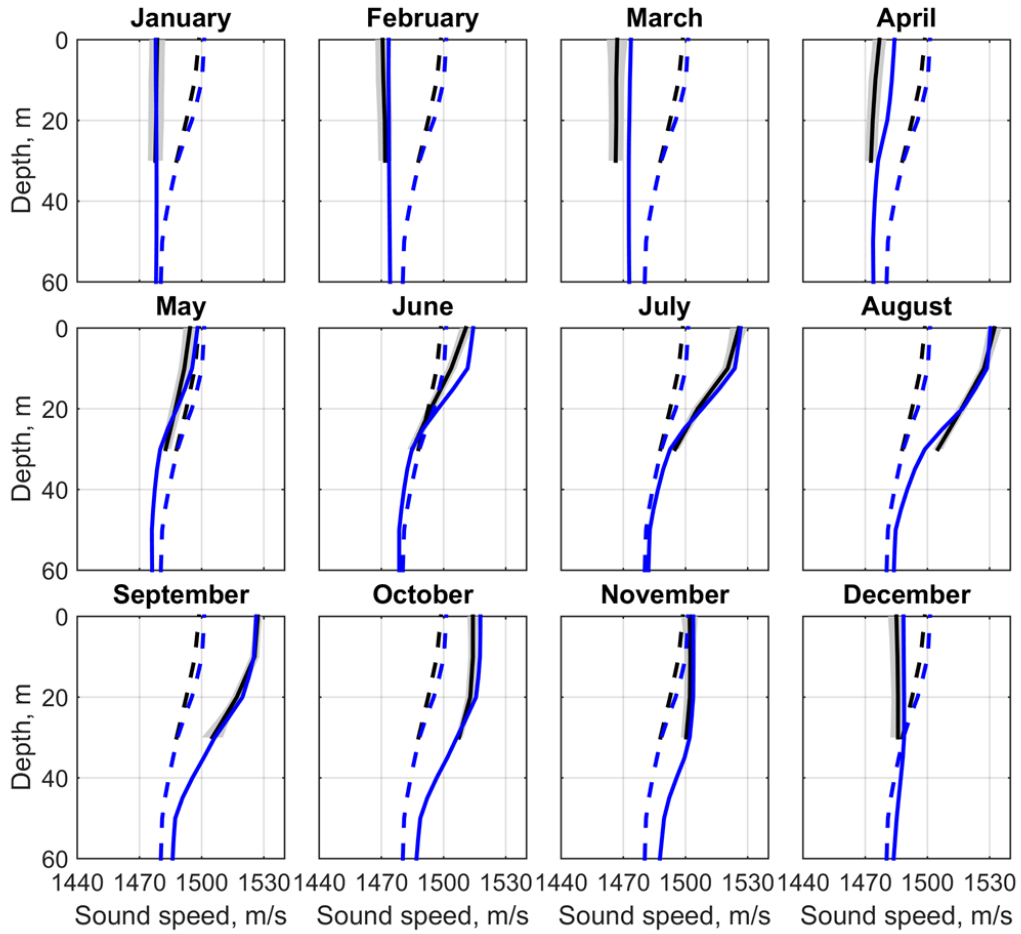 January February March April
0
20
40
60
Depth, m
May June July August
0
20
40
60
Depth, m
September October November December
0
20
40
60
Depth, m
1440 1470 1500 1530 1440 1470 1500 1530 1440 1470 1500 1530 1440 1470 1500 1530
Sound speed, m/s Sound speed, m/s Sound speed, m/s Sound speed, m/s